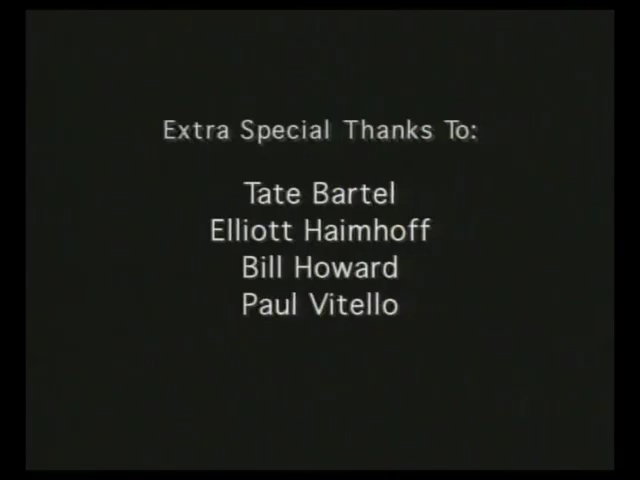 Extra Special Thanks To:
Tate Bartel
Elliott Haimhoff
Bill Howard
Paul Vitello